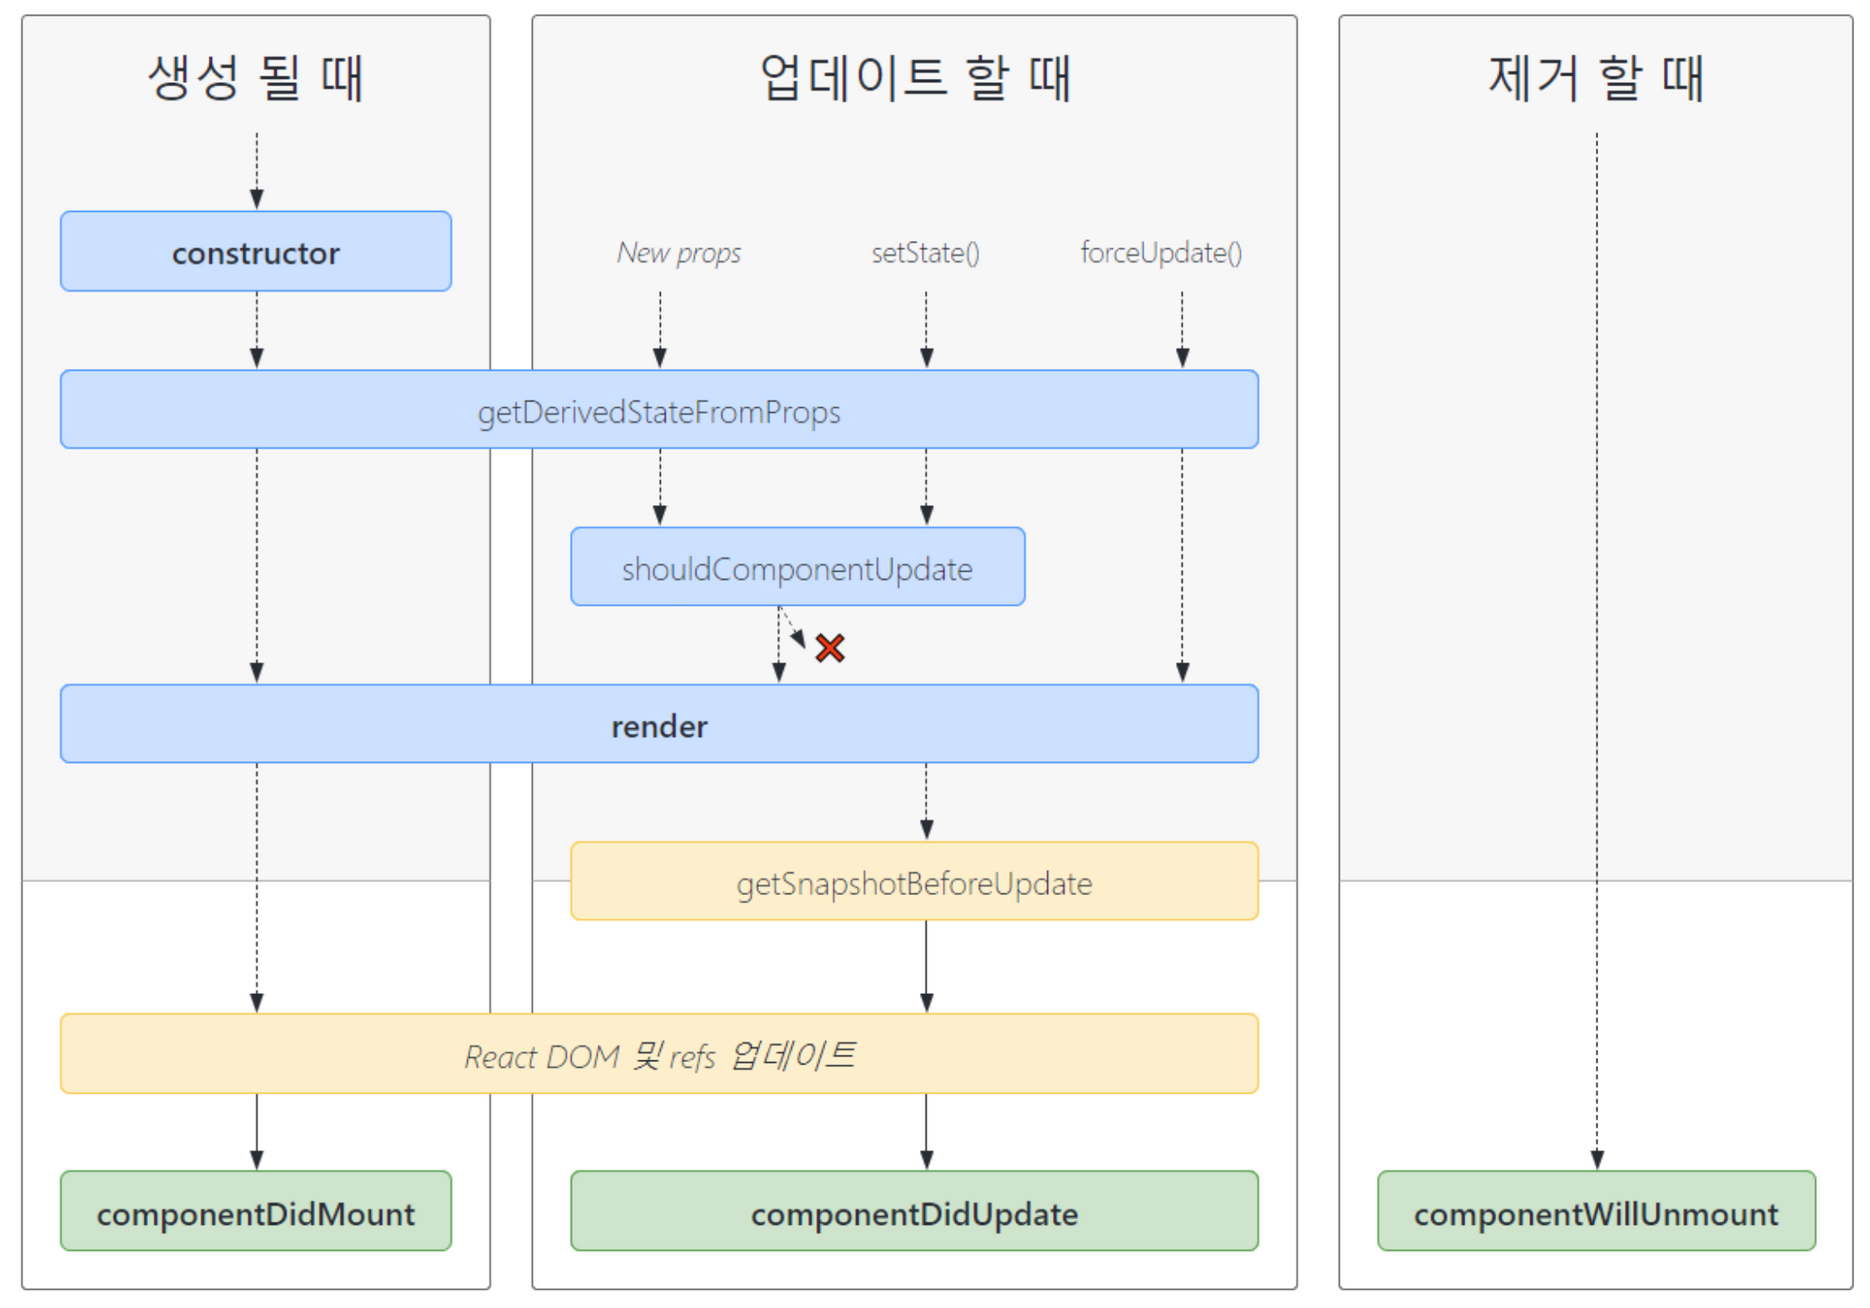 생성 될 때
업데이트 할 때
제거 할 때
constructor
New props
setState()
forceUpdate()
getDerivedStateFromProps
shouldComponentUpdate
render
getSnapshotBeforeUpdate
React DOM 및 refs 업데이트
componentDidMount
componentDidUpdate
componentWillUnmount